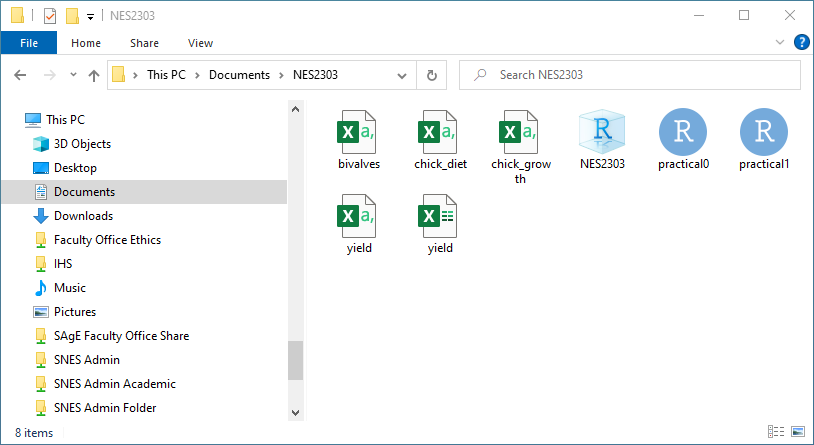 NES2303
File Home Share View
This PC Documents NES2303 Search NES2303
This PC
3D Objects
Desktop
Documents
Downloads
Faculty Office Ethics
IHS
Music
Pictures
SAgE Faculty Office Share
SNES Admin
SNES Admin Academic
SNES Admin Folder
X a, X a, X a, R R R
bivalves chick_diet chick_grow NES2303 practical0 practical1
th
X a, X
yield yield
8 items